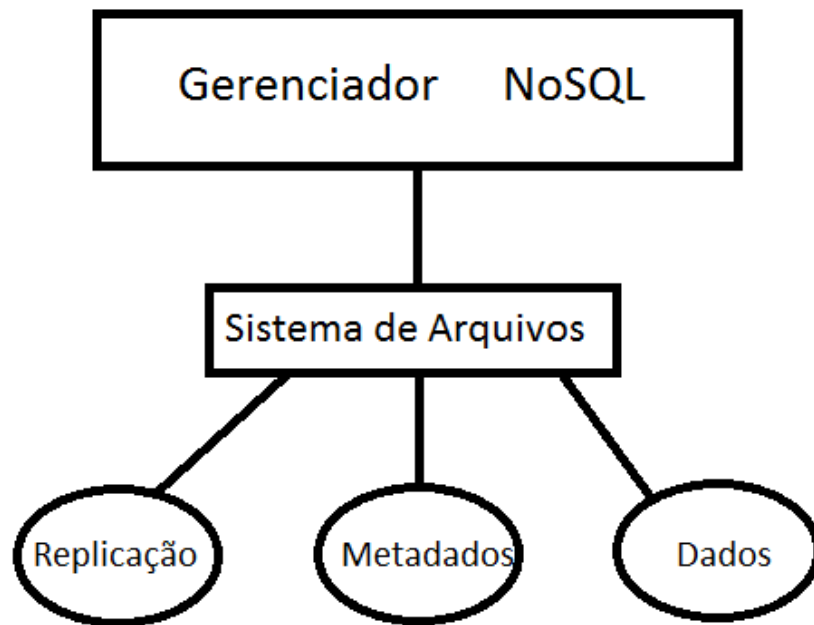 Gerenciador NoSQL
Sistema de Arquivos
Replicação
Metadados
Dados